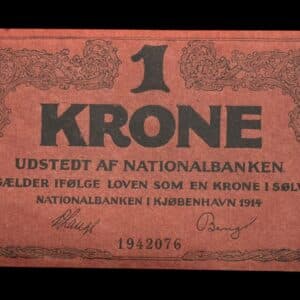 1
KRONE
UDSTEDT AF NATIONALBANKEN
GÆLDER IFØLGE LOVEN SOM EN KRONE I SØLV
NATIONALBANKEN I KJØBENHAVN 1914
1942076